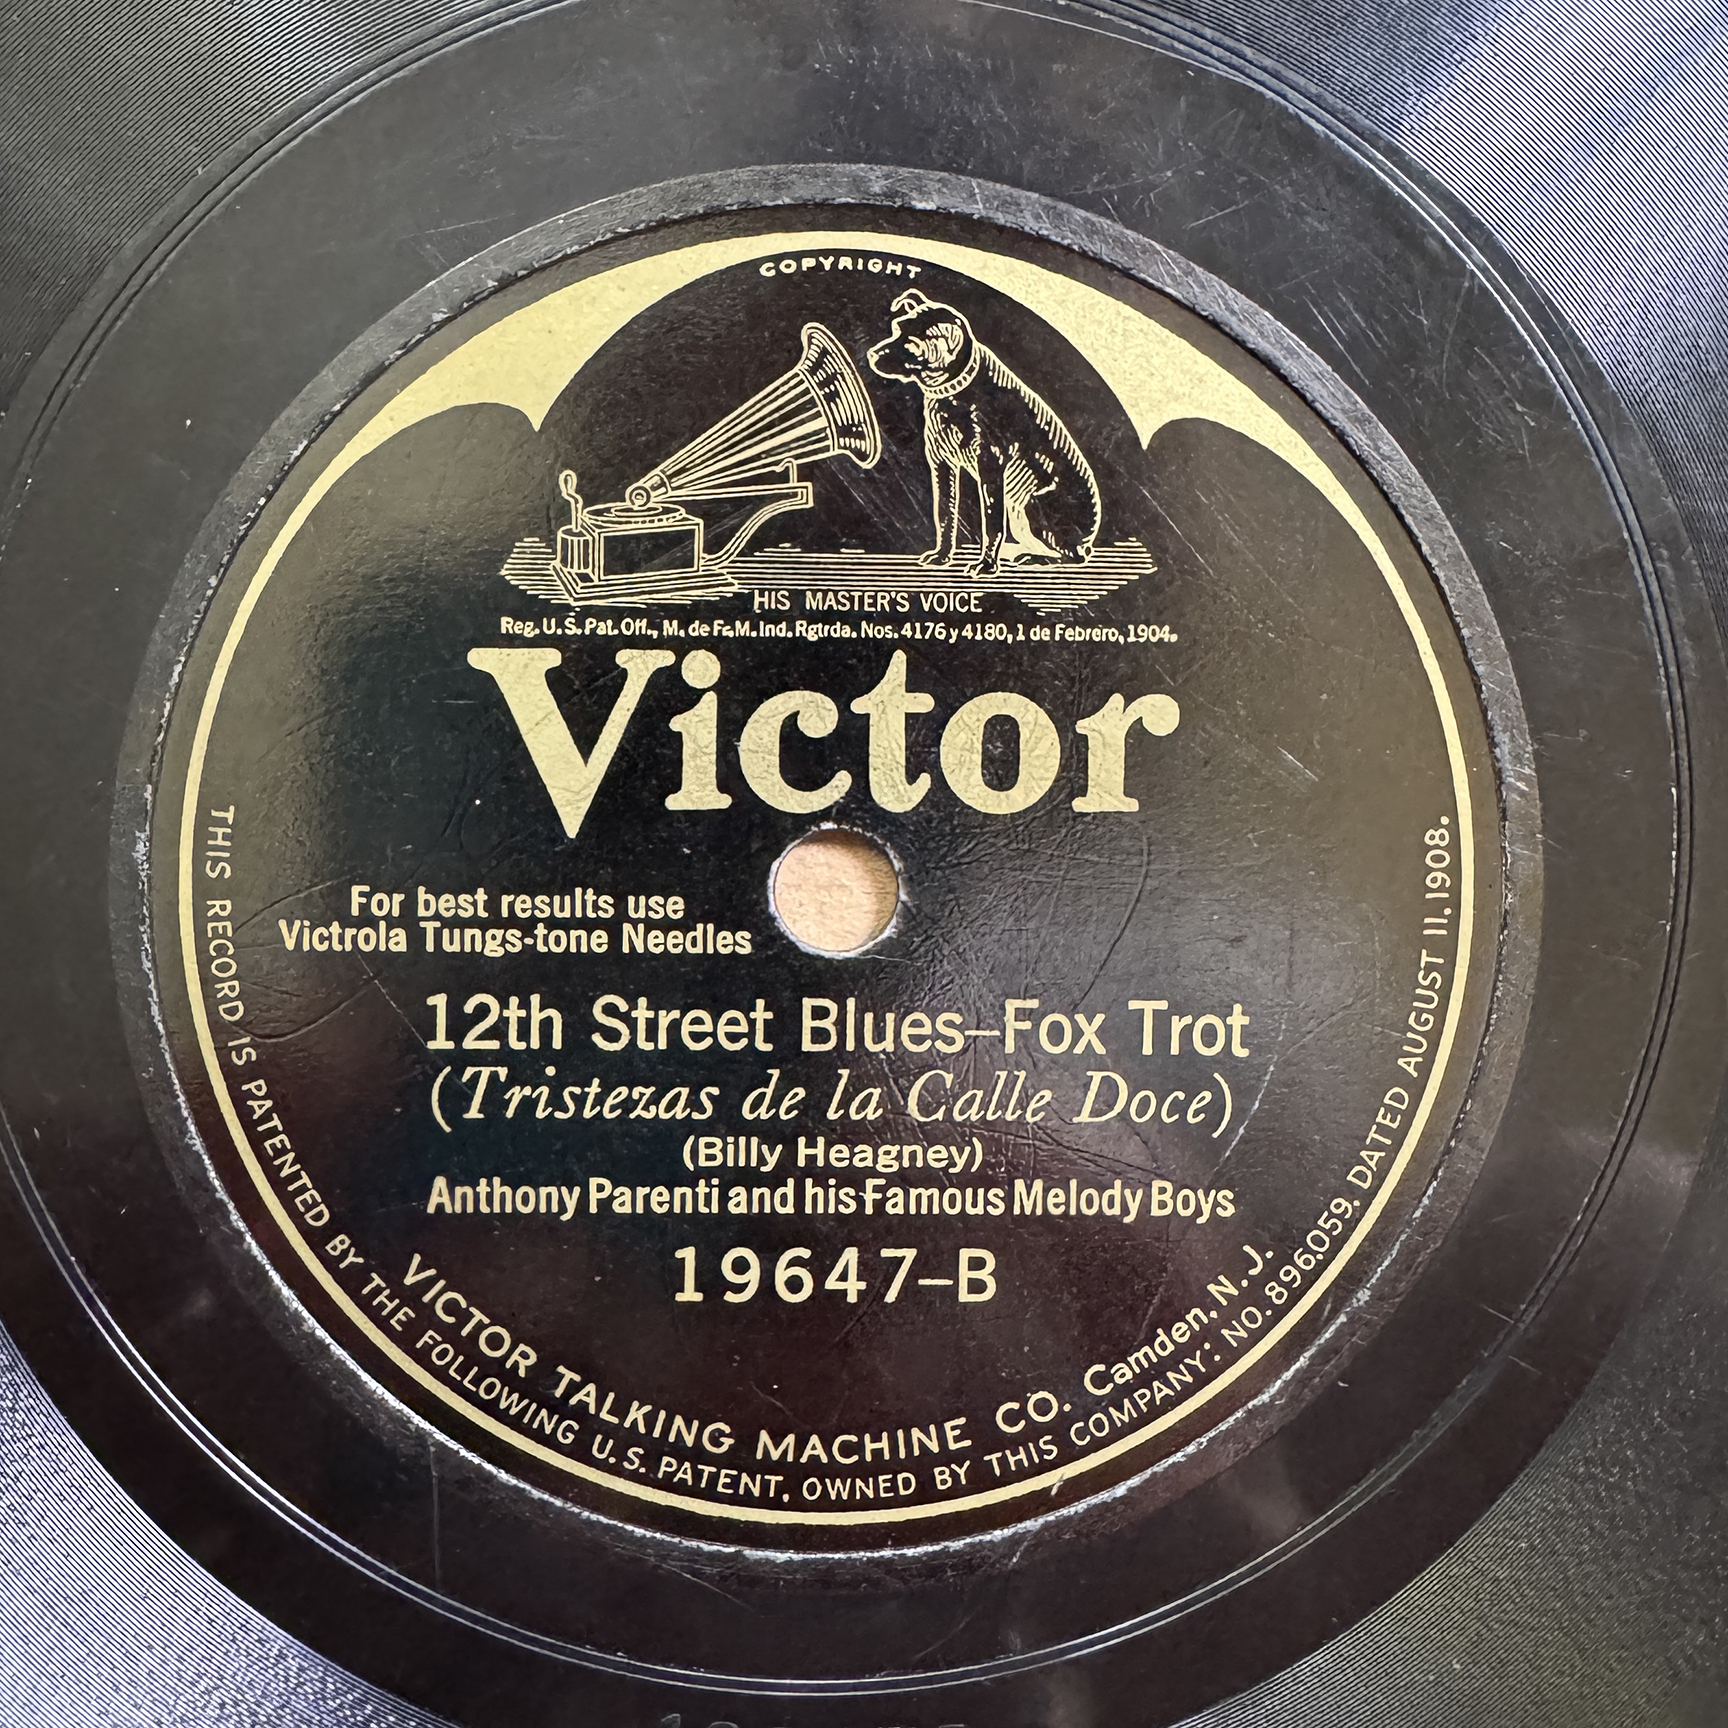 COPYRIGHT
HIS MASTER'S VOICE
Reg. U. S. Pat. Off., M. de Fc. M. Ind. Rgtrda. Nos. 4176 y 4180, 1 de Febrero, 1904.
Victor
For best results use
Victrola Tungs-tone Needles
12th Street Blues–Fox Trot
(Tristezas de la Calle Doce)
(Billy Heagney)
Anthony Parenti and his Famous Melody Boys
19647–B
VICTOR TALKING MACHINE CO. Camden, N. J.
THIS RECORD IS PATENTED BY THE FOLLOWING U.S. PATENT, OWNED BY THIS COMPANY: NO. 896,059, DATED AUGUST 11, 1908.